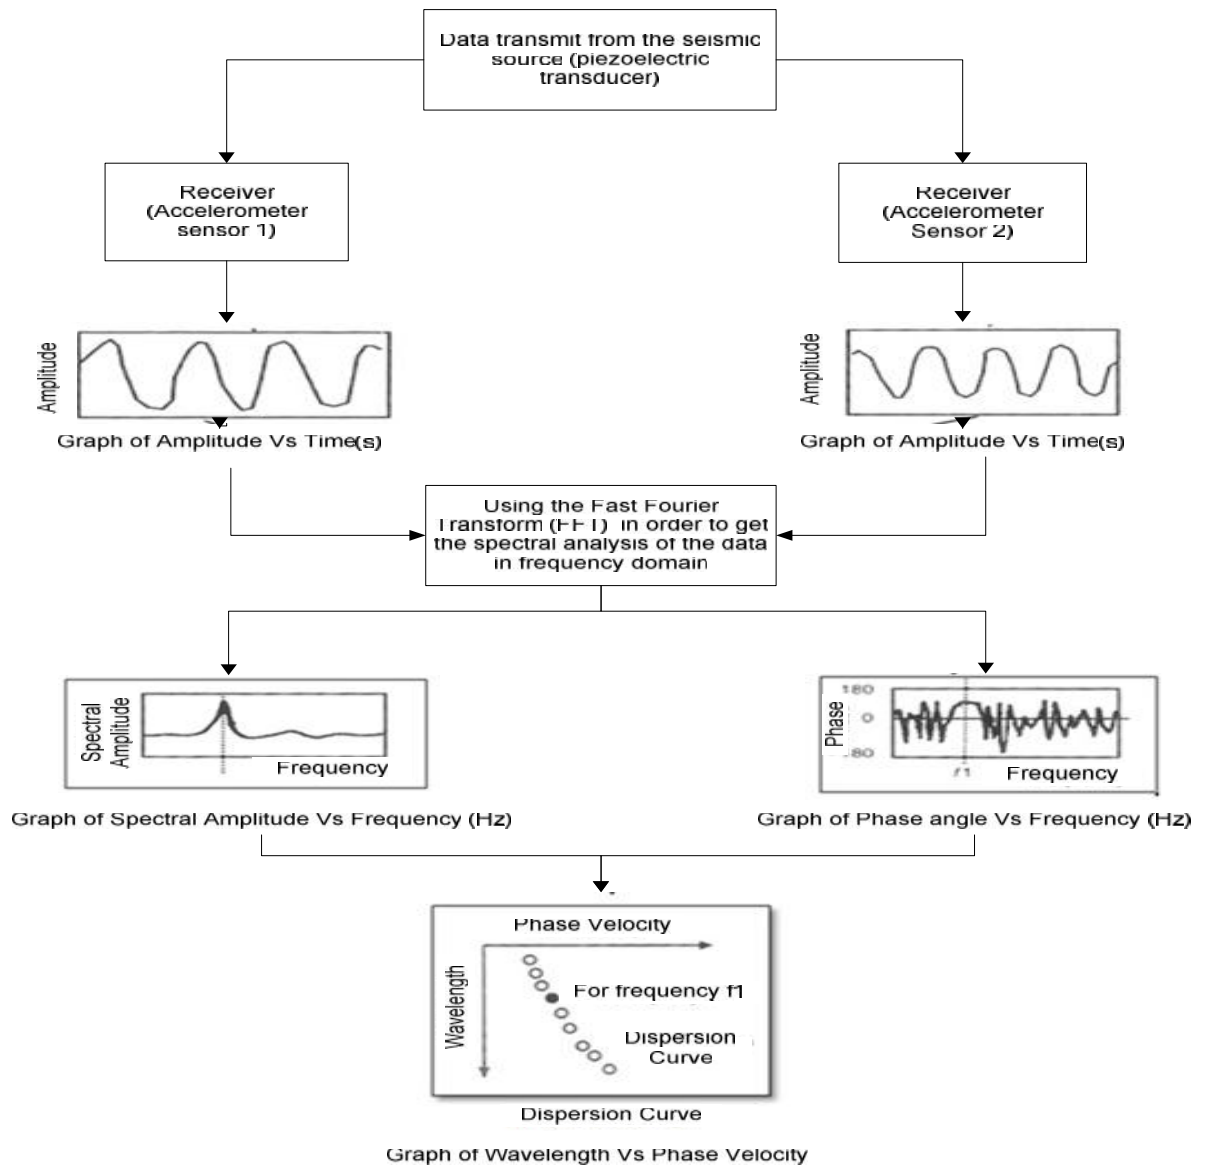 Data transmit from the seismic
source (piezoelectric
transducer)
Receiver
(Accelerometer
sensor 1)
Receiver
(Accelerometer
Sensor 2)
Amplitude
Graph of Amplitude Vs Time(s)
Amplitude
Graph of Amplitude Vs Time(s)
Using the Fast Fourier
Transform (FFT) in order to get
the spectral analysis of the data
in frequency domain
Spectral
Amplitude
Frequency
Graph of Spectral Amplitude Vs Frequency (Hz)
180
0
80
Phase
f1
Frequency
Graph of Phase angle Vs Frequency (Hz)
Phase Velocity
Wavelength
For frequency f1
Dispersion
Curve
Dispersion Curve
Graph of Wavelength Vs Phase Velocity